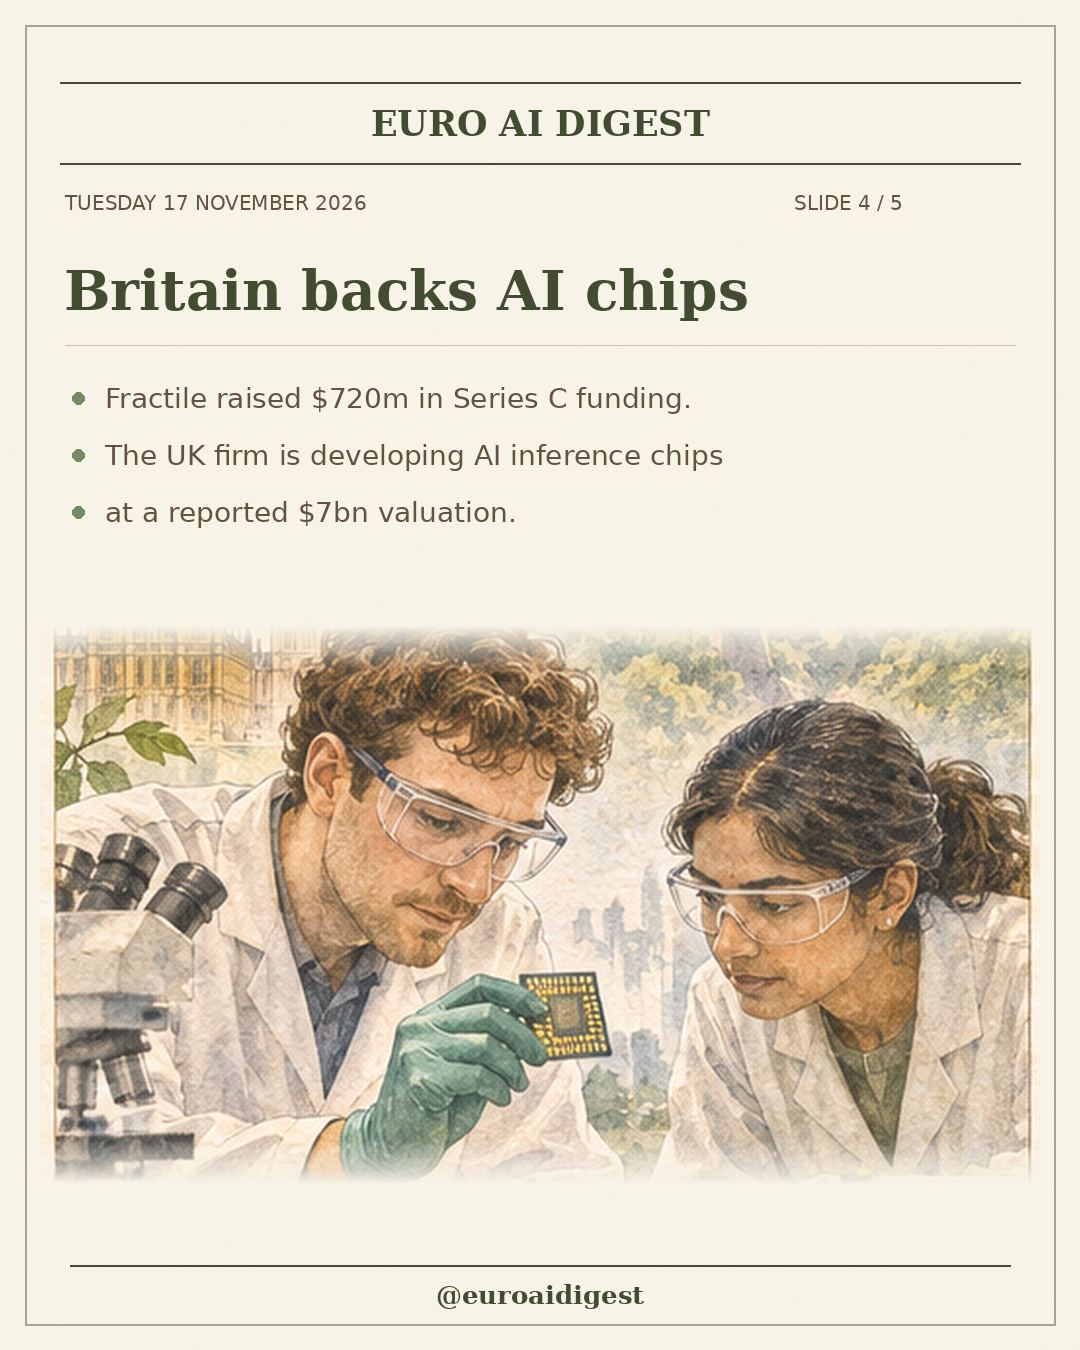 EURO AI DIGEST
TUESDAY 17 NOVEMBER 2026 SLIDE 4 / 5
Britain backs AI chips
Fractile raised $720m in Series C funding.
The UK firm is developing AI inference chips
at a reported $7bn valuation.
@euroaidigest